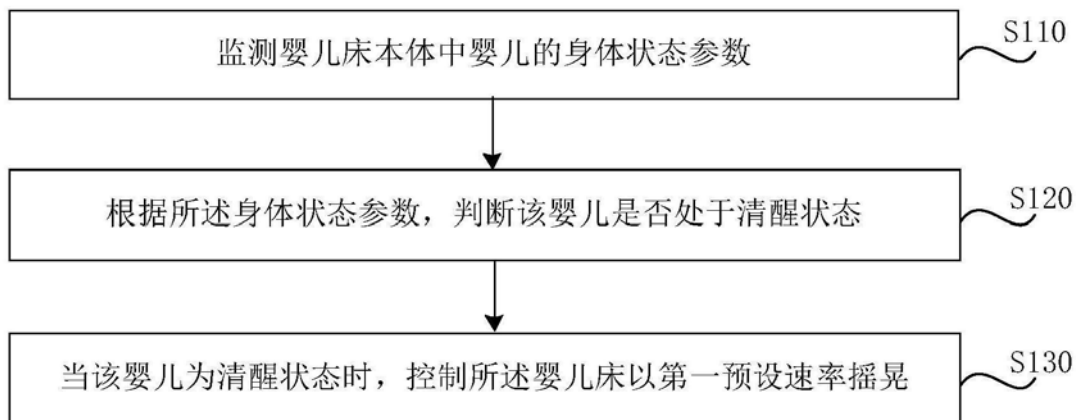 监测婴儿床本体中婴儿的身体状态参数
S110
根据所述身体状态参数，判断该婴儿是否处于清醒状态
S120
当该婴儿为清醒状态时，控制所述婴儿床以第一预设速率摇晃
S130